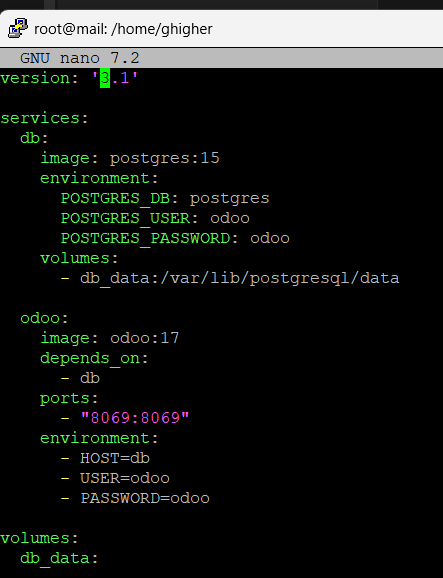 root@mail: /home/ghigher
GNU nano 7.2
version: '3.1'
services:
db:
image: postgres:15
environment:
POSTGRES_DB: postgres
POSTGRES_USER: odoo
POSTGRES_PASSWORD: odoo
volumes:
- db_data:/var/lib/postgresql/data
odoo:
image: odoo:17
depends_on:
- db
ports:
- "8069:8069"
environment:
- HOST=db
- USER=odoo
- PASSWORD=odoo
volumes:
db_data: